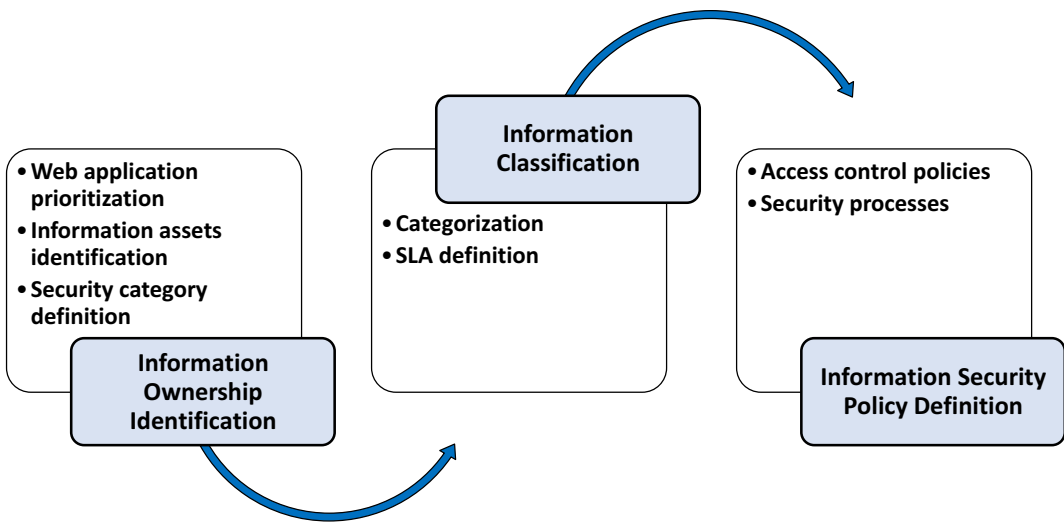 • Web application
prioritization
• Information assets
identification
• Security category
definition
Information
Ownership
Identification
Information
Classification
• Categorization
• SLA definition
• Access control policies
• Security processes
Information Security
Policy Definition